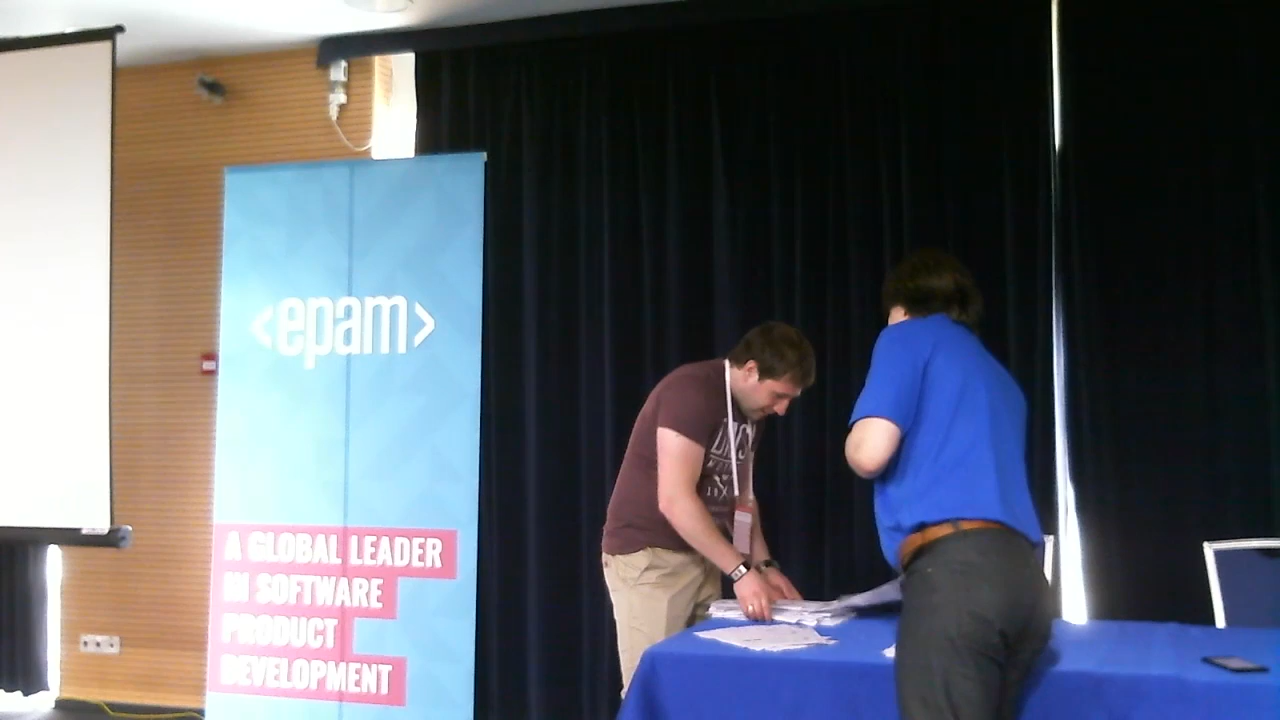 <epam>
A GLOBAL LEADER
IN SOFTWARE
PRODUCT
DEVELOPMENT